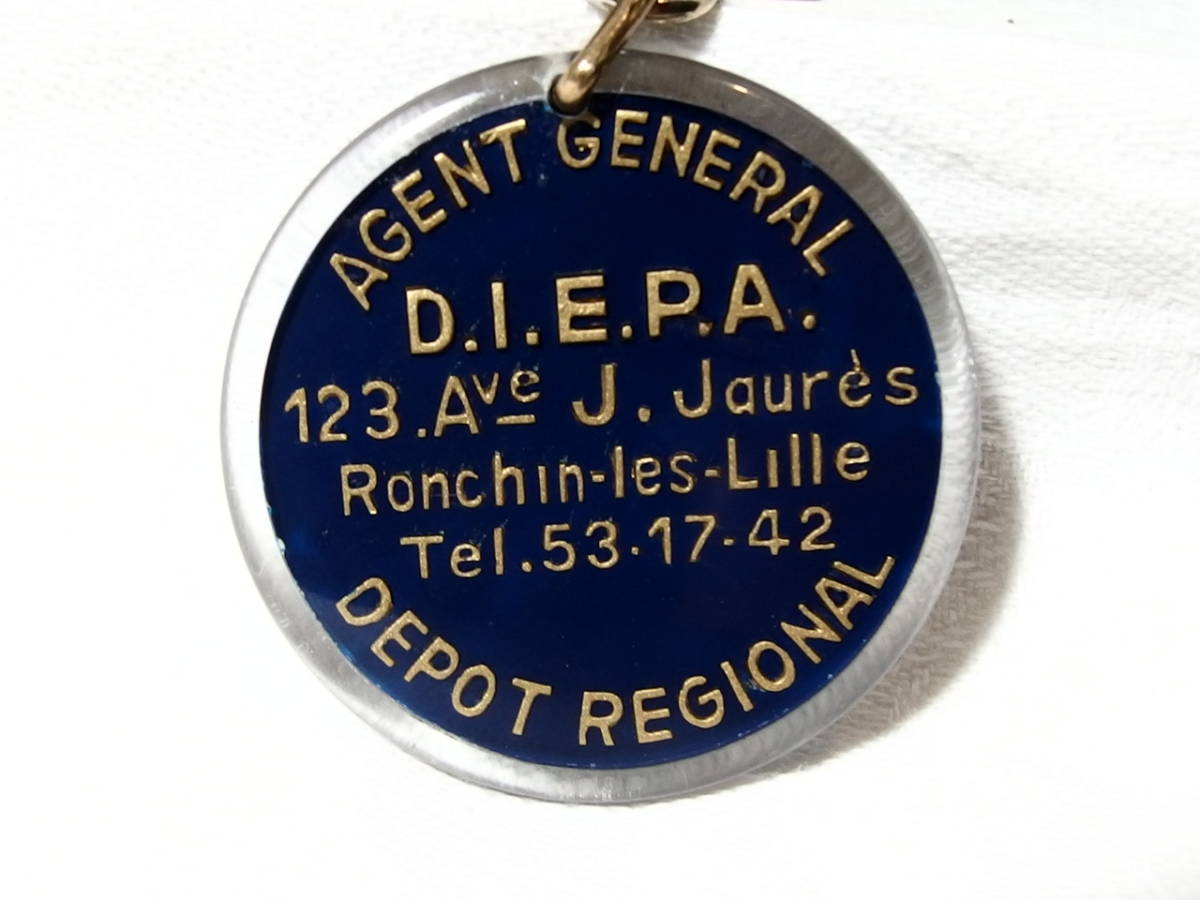 AGENT GENERAL
D.I.E.P.A.
123.Ave J. Jaurès
Ronchin-les-Lille
Tel.53.17.42
DEPOT REGIONAL